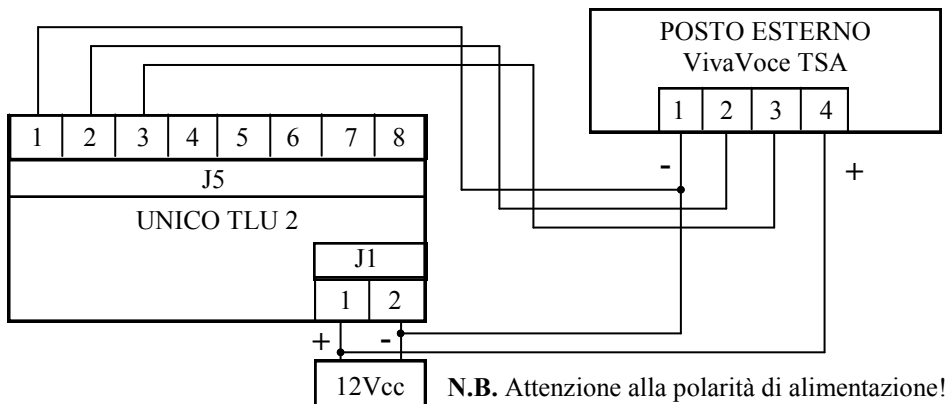 POSTO ESTERNO
VivaVoce TSA
1 2 3 4
- +
1 2 3 4 5 6 7 8
J5
UNICO TLU 2
J1
1 2
+ -
12Vcc
N.B. Attenzione alla polarità di alimentazione!